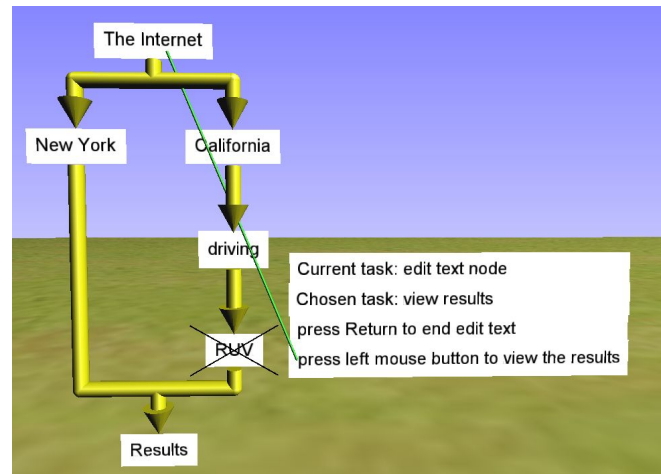 The Internet
New York
California
driving
RUV
Results
Current task: edit text node
Chosen task: view results
press Return to end edit text
press left mouse button to view the results